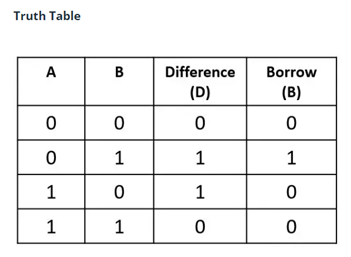 Truth Table
A B Difference Borrow
(D) (B)
0 0 0 0
0 1 1 1
1 0 1 0
1 1 0 0